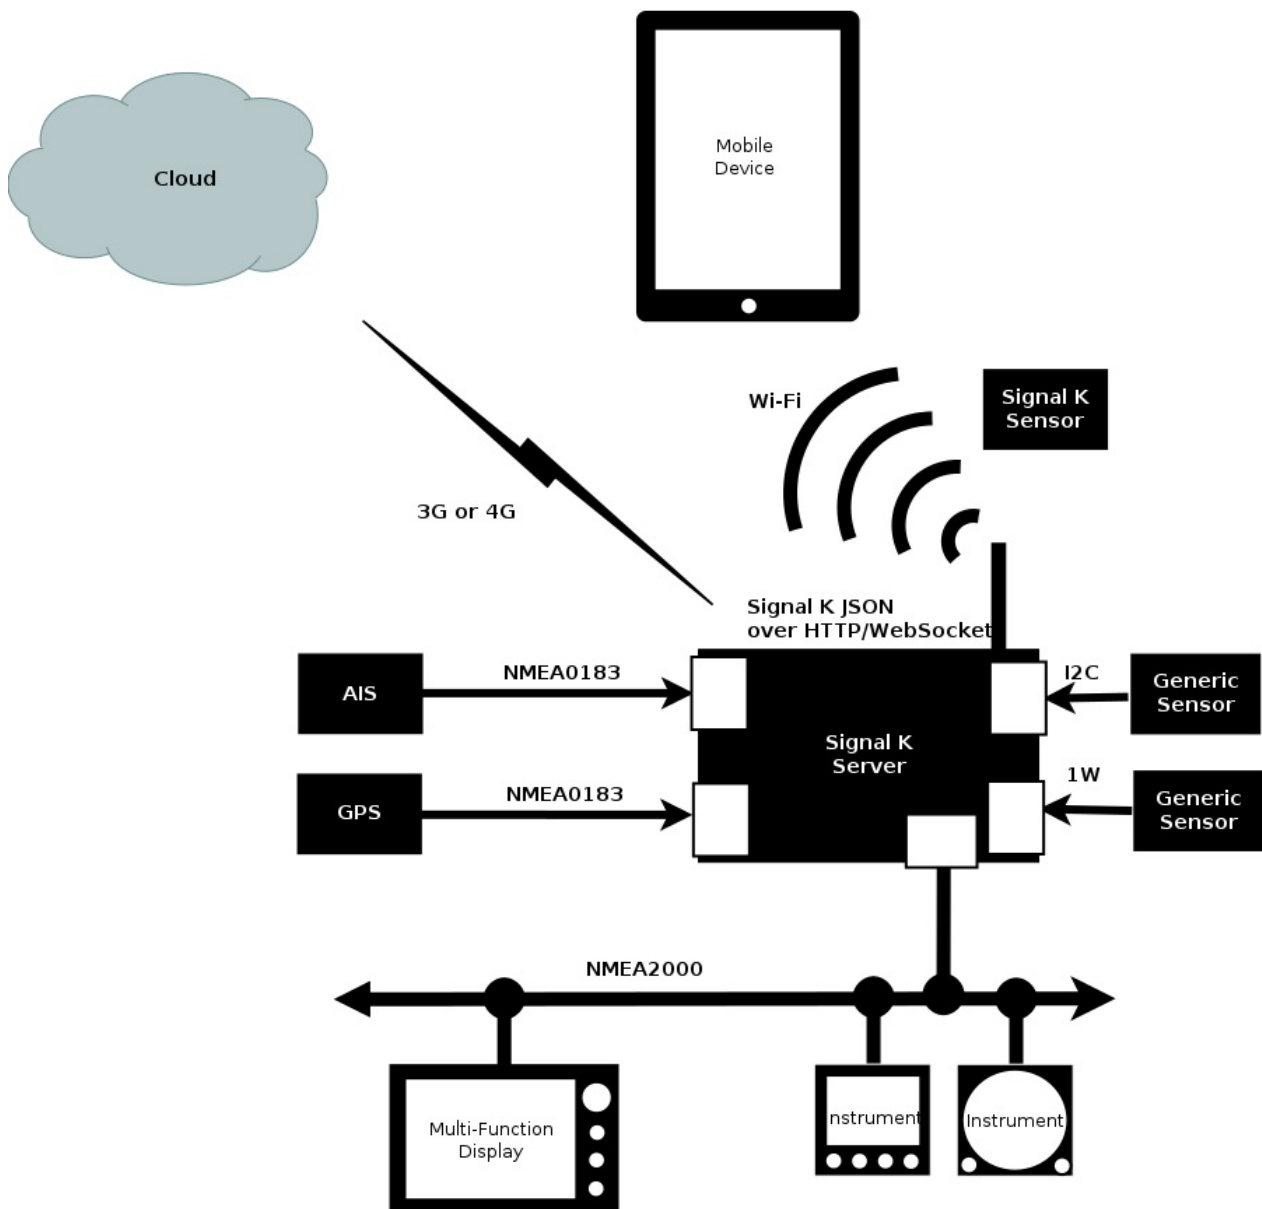 Mobile
Device
Cloud
Wi-Fi
Signal K
Sensor
3G or 4G
Signal K JSON
over HTTP/WebSocket
AIS
NMEA0183
I2C
Generic
Sensor
Signal K
Server
GPS
NMEA0183
1W
Generic
Sensor
NMEA2000
Multi-Function
Display
nstrument
Instrument